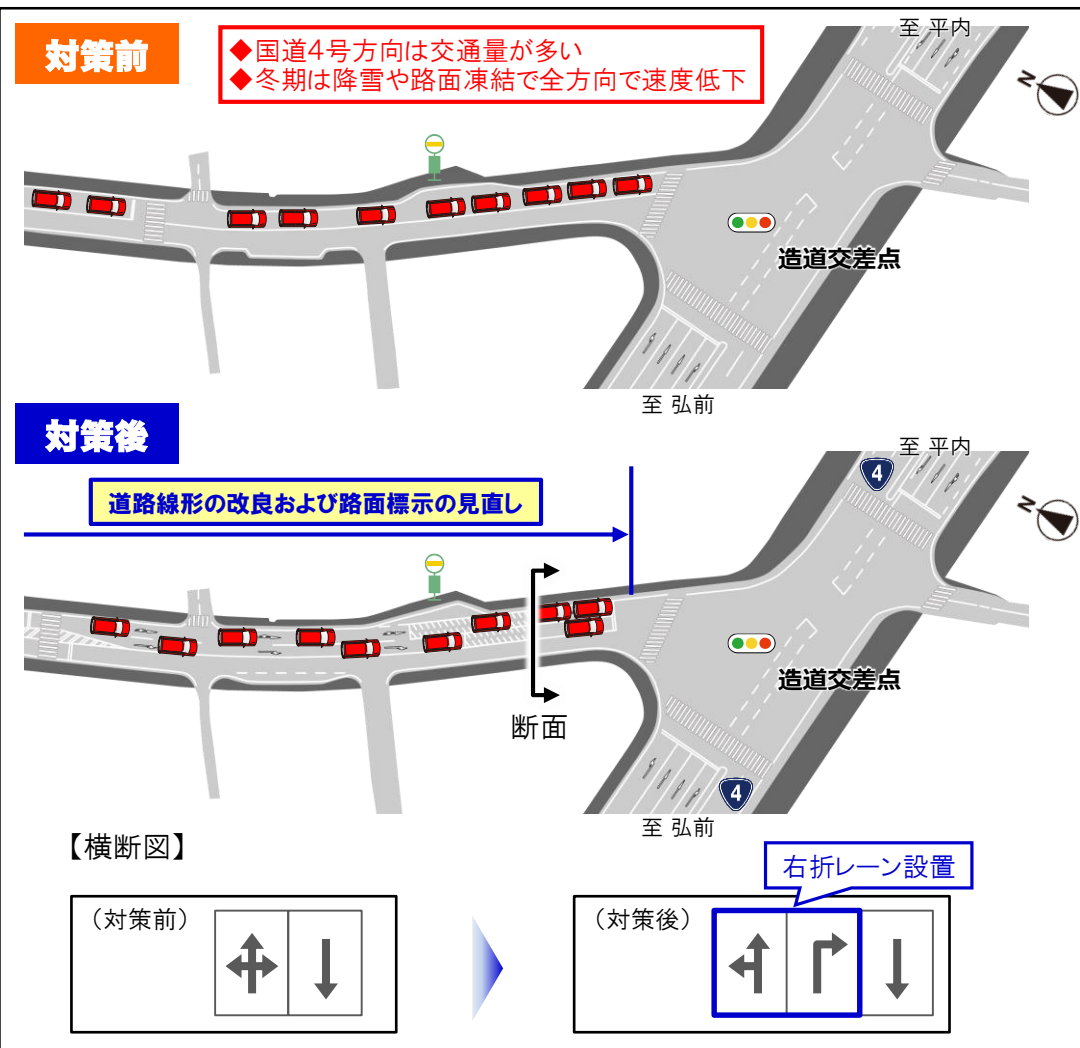 対策前
◆国道4号方向は交通量が多い
◆冬期は降雪や路面凍結で全方向で速度低下
至 平内
N
造道交差点
至 弘前
対策後
道路線形の改良および路面標示の見直し
至 平内
4
N
造道交差点
断面
4
至 弘前
【横断図】
右折レーン設置
（対策前）
（対策後）